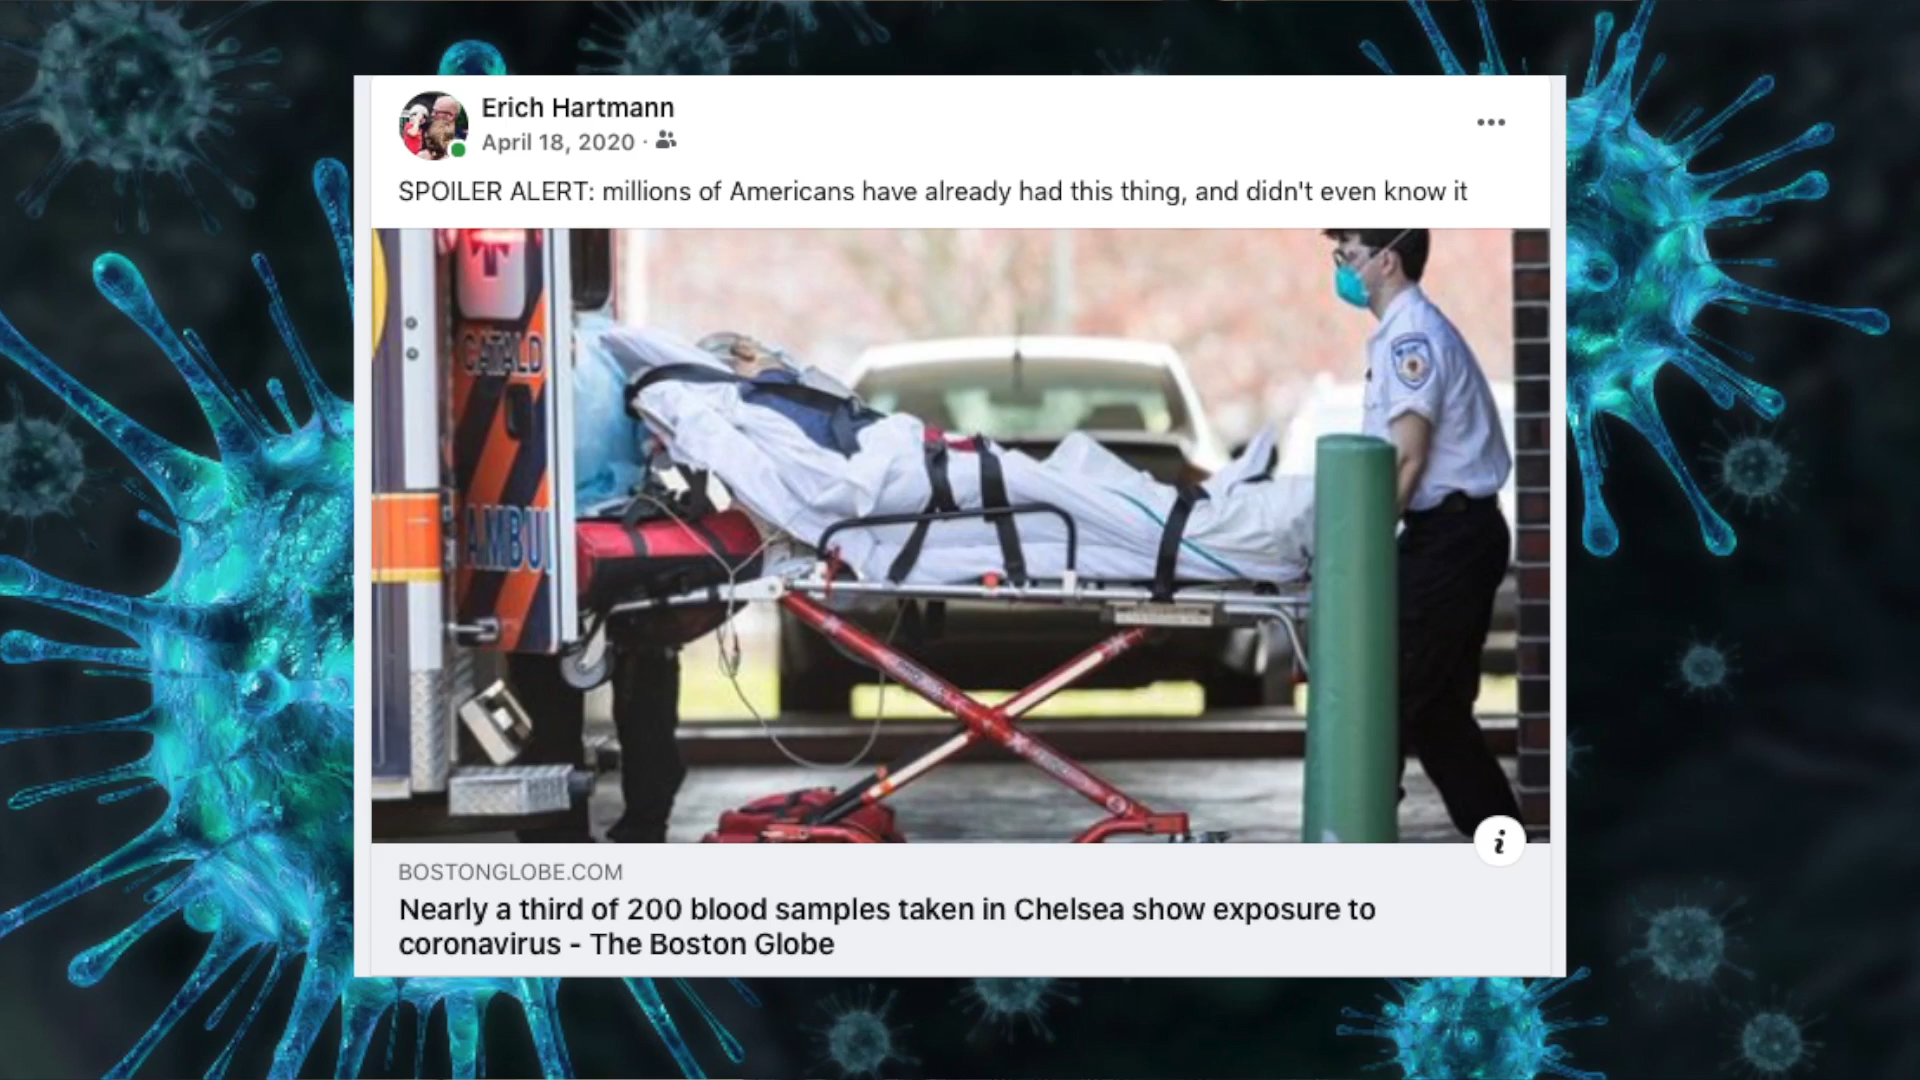 Erich Hartmann
April 18, 2020 ·
SPOILER ALERT: millions of Americans have already had this thing, and didn't even know it
CATALD
AMBU
BOSTONGLOBE.COM
Nearly a third of 200 blood samples taken in Chelsea show exposure to
coronavirus - The Boston Globe